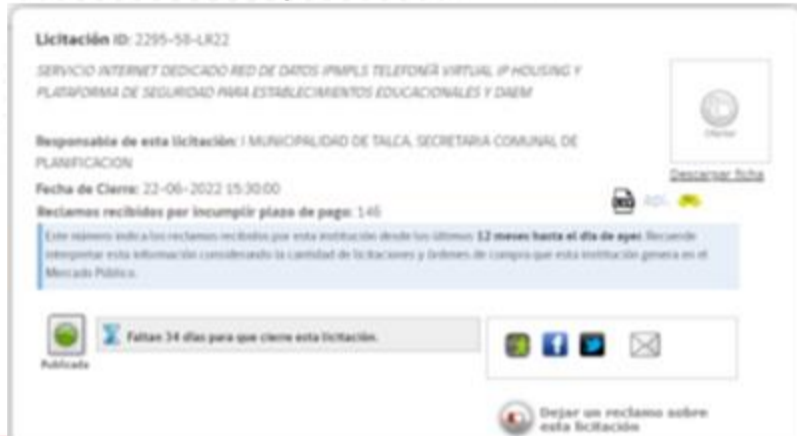 Licitación ID: 2295-58-LR22
SERVICIO INTERNET DEDICADO RED DE DATOS IPMPLS TELEFONÍA VIRTUAL IP HOUSING Y
PLATAFORMA DE SEGURIDAD PARA ESTABLECIMIENTOS EDUCACIONALES Y DAEM
Responsable de esta licitación: I MUNICIPALIDAD DE TALCA, SECRETARIA COMUNAL DE
PLANIFICACION
Descargar ficha
Fecha de Cierre: 22-06-2022 15:30:00
Reclamos recibidos por incumplir plazo de pago: 146
Este número indica los reclamos recibidos por esta institución desde los últimos 12 meses hasta el día de ayer. Recuerde
interpretar esta información considerando la cantidad de licitaciones y órdenes de compra que esta institución genera en el
Mercado Público.
Faltan 34 días para que cierre esta licitación.
Publicada
Dejar un reclamo sobre
esta licitación